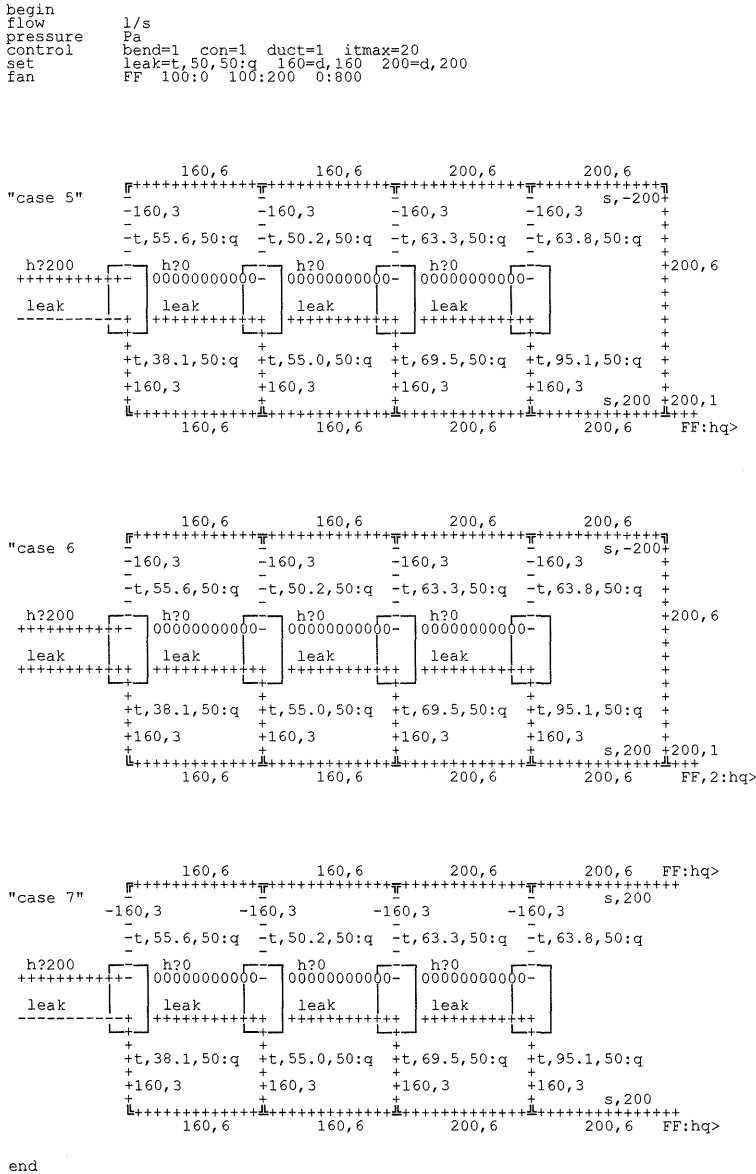 begin
flow l/s
pressure Pa
control bend=1 con=1 duct=1 itmax=20
set leak=t,50,50:q 160=d,160 200=d,200
fan FF 100:0 100:200 0:800
160,6 160,6 200,6 200,6
"case 5" s,-200+
-160,3 -160,3 -160,3 -160,3
-t,55.6,50:q -t,50.2,50:q -t,63.3,50:q -t,63.8,50:q
h?200 h?0 h?0 h?0 +200,6
++++++++++++- 00000000000- 00000000000- 00000000000-
leak leak leak leak
------------+ +++++++++++ +++++++++++ +++++++++++
+t,38.1,50:q +t,55.0,50:q +t,69.5,50:q +t,95.1,50:q
+160,3 +160,3 +160,3 +160,3
s,200 +200,1
160,6 160,6 200,6 200,6 FF:hq>
160,6 160,6 200,6 200,6
"case 6 s,-200+
-160,3 -160,3 -160,3 -160,3
-t,55.6,50:q -t,50.2,50:q -t,63.3,50:q -t,63.8,50:q
h?200 h?0 h?0 h?0 +200,6
++++++++++++- 00000000000- 00000000000- 00000000000-
leak leak leak leak
+++++++++++++ +++++++++++ +++++++++++ +++++++++++
+t,38.1,50:q +t,55.0,50:q +t,69.5,50:q +t,95.1,50:q
+160,3 +160,3 +160,3 +160,3
s,200 +200,1
160,6 160,6 200,6 200,6 FF,2:hq>
160,6 160,6 200,6 200,6 FF:hq>
"case 7" s,200
-160,3 -160,3 -160,3 -160,3
-t,55.6,50:q -t,50.2,50:q -t,63.3,50:q -t,63.8,50:q
h?200 h?0 h?0 h?0
++++++++++++- 00000000000- 00000000000- 00000000000-
leak leak leak leak
------------+ +++++++++++ +++++++++++ +++++++++++
+t,38.1,50:q +t,55.0,50:q +t,69.5,50:q +t,95.1,50:q
+160,3 +160,3 +160,3 +160,3
s,200
160,6 160,6 200,6 200,6 FF:hq>
end